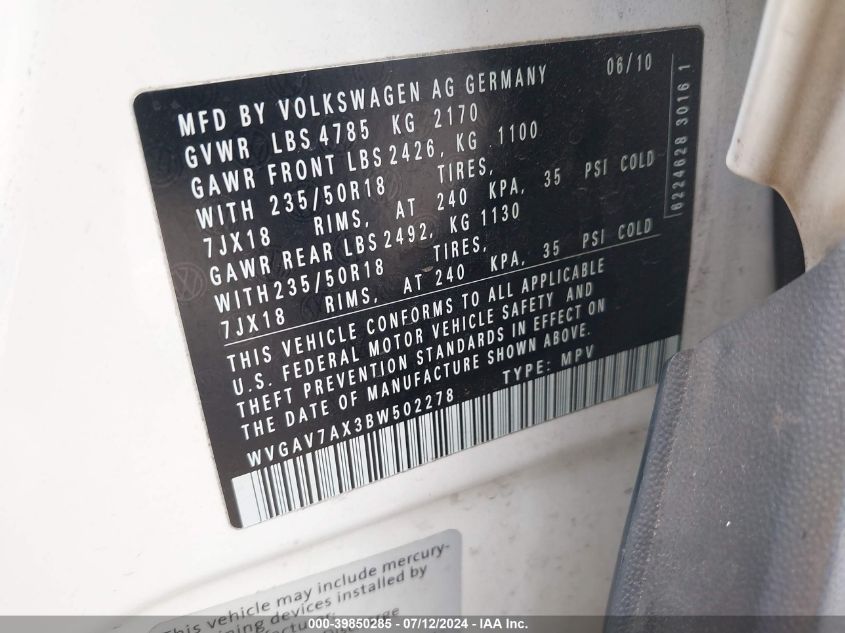 MFD BY VOLKSWAGEN AG GERMANY 06/10
GVWR LBS 4785 KG 2170
GAWR FRONT LBS 2426, KG 1100
WITH 235/50R18 TIRES,
7JX18 RIMS, AT 240 KPA, 35 PSI COLD
GAWR REAR LBS 2492, KG 1130
WITH 235/50R18 TIRES,
7JX18 RIMS, AT 240 KPA, 35 PSI COLD
THIS VEHICLE CONFORMS TO ALL APPLICABLE
U.S. FEDERAL MOTOR VEHICLE SAFETY AND
THEFT PREVENTION STANDARDS IN EFFECT ON
THE DATE OF MANUFACTURE SHOWN ABOVE.
WVGAV7AX3BW502278 TYPE: MPV
6224628 3016 1
This vehicle may include mercury-
devices installed by
000-39850285 - 07/12/2024 - IAA Inc.